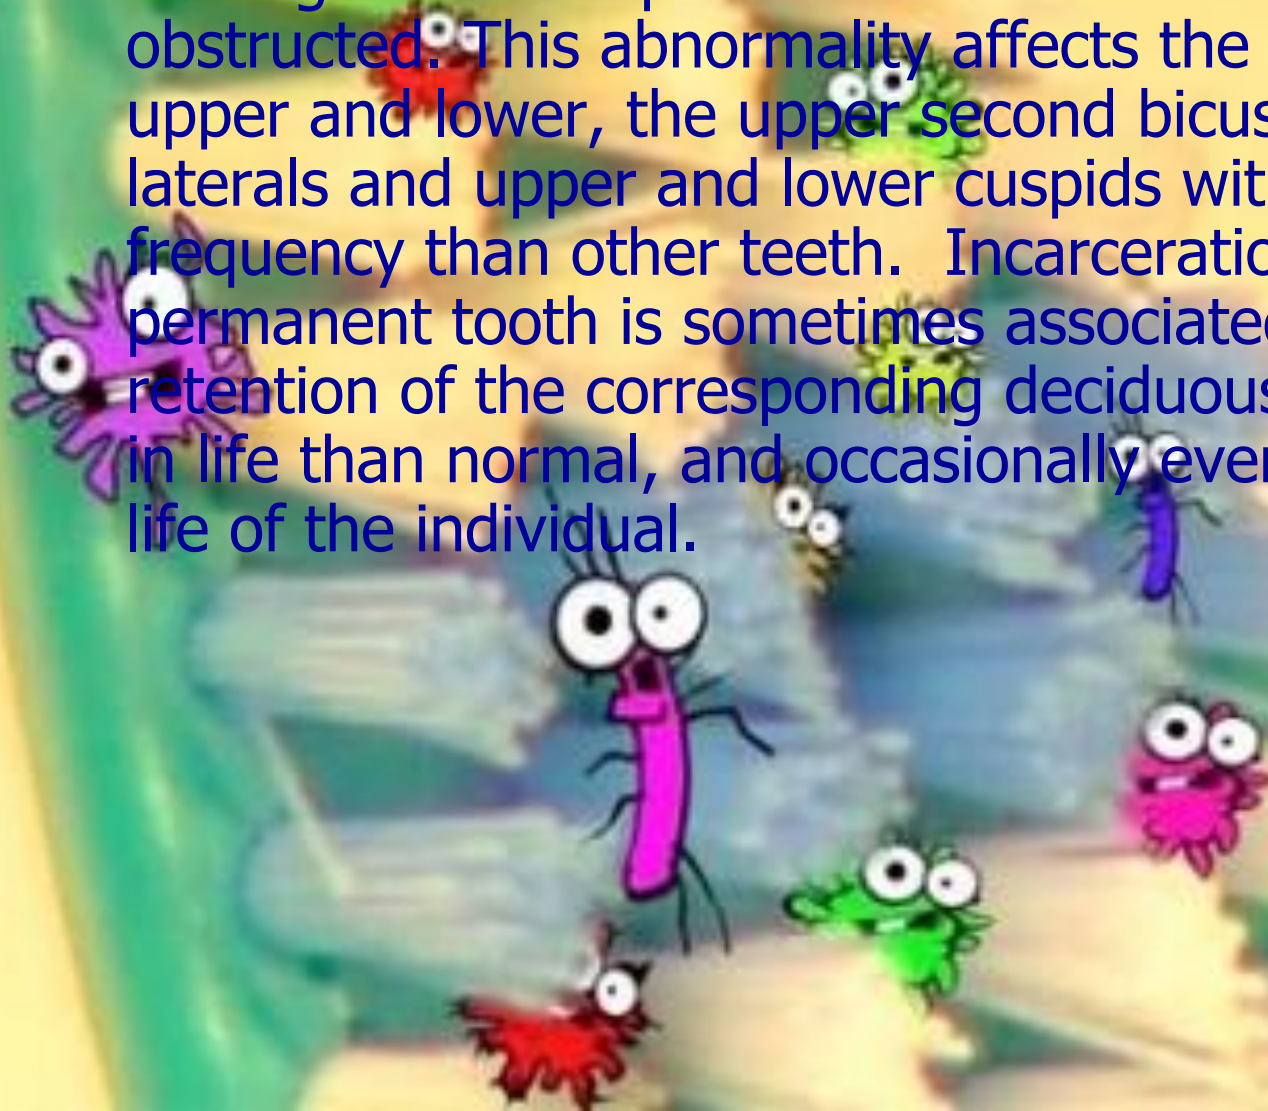 obstructed. This abnormality affects the
upper and lower, the upper second bicus
laterals and upper and lower cuspids wit
frequency than other teeth. Incarceratio
permanent tooth is sometimes associated
retention of the corresponding deciduous
in life than normal, and occasionally ever
life of the individual.